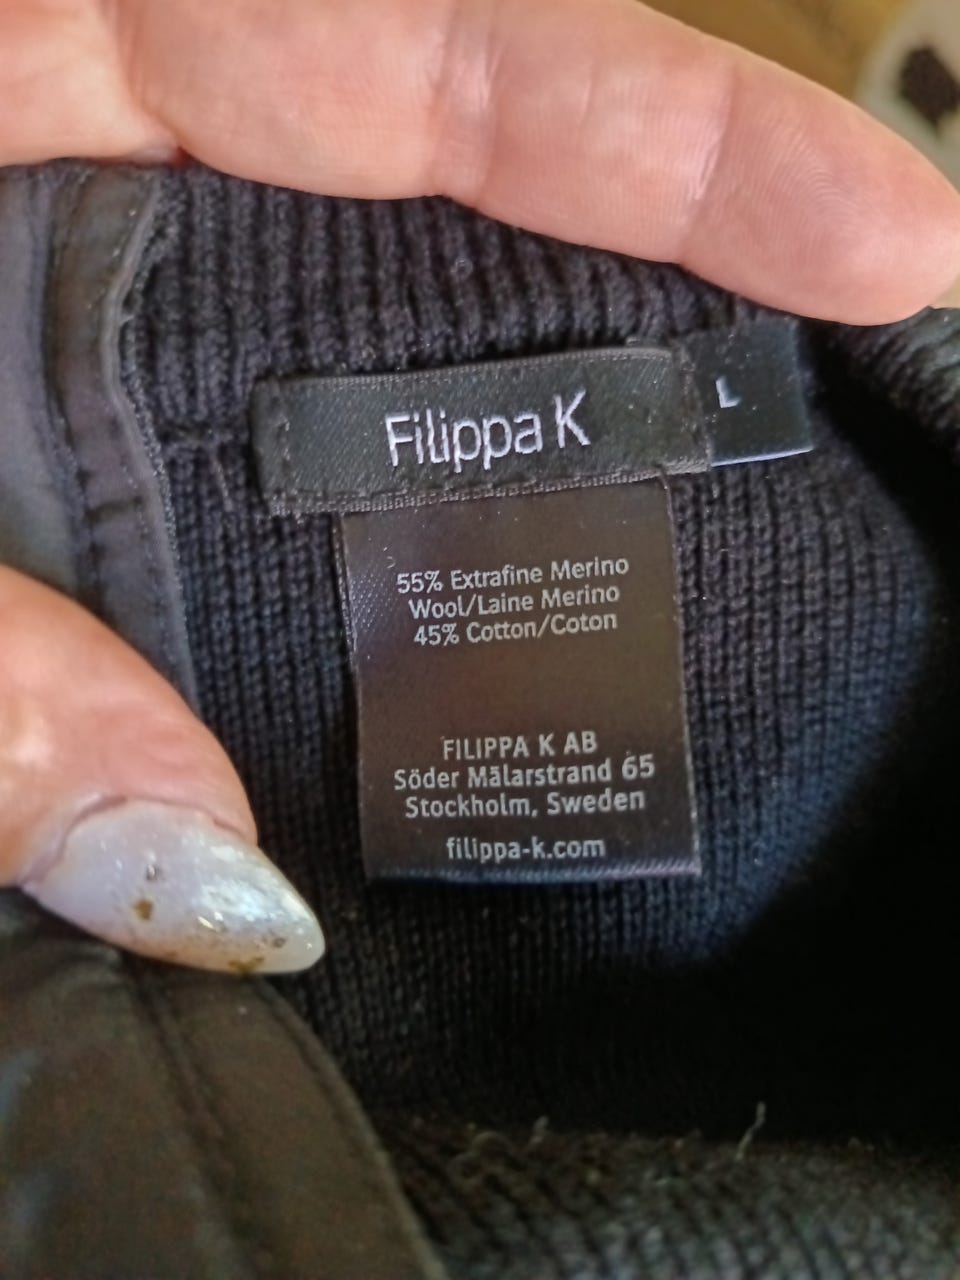 Filippa K
L
55% Extrafine Merino
Wool/Laine Merino
45% Cotton/Coton
FILIPPA K AB
Söder Mälarstrand 65
Stockholm, Sweden
filippa-k.com